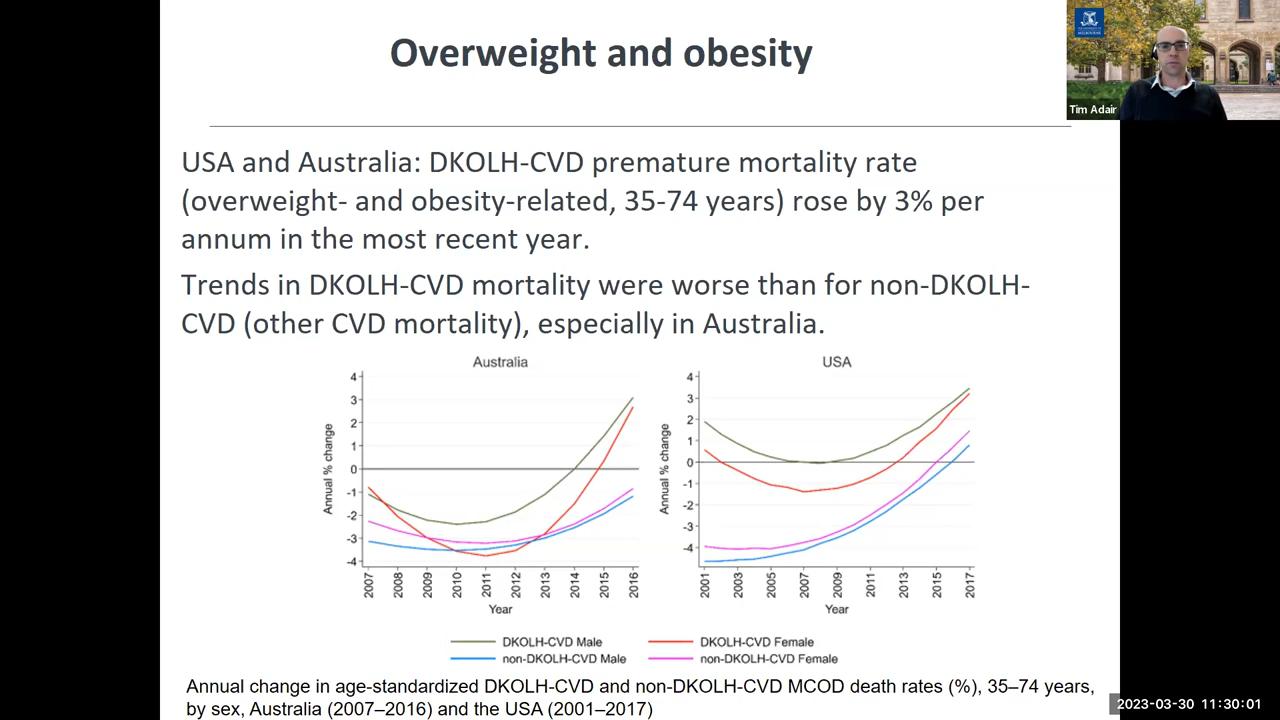 Overweight and obesity
MELBOURNE
Tim Adair
USA and Australia: DKOLH-CVD premature mortality rate
(overweight- and obesity-related, 35-74 years) rose by 3% per
annum in the most recent year.
Trends in DKOLH-CVD mortality were worse than for non-DKOLH-
CVD (other CVD mortality), especially in Australia.
Australia
4
3
2
1
0
-1
-2
-3
-4
Annual % change
2007 2008 2009 2010 2011 2012 2013 2014 2015 2016
Year
USA
4
3
2
1
0
-1
-2
-3
-4
Annual % change
2001 2003 2005 2007 2009 2011 2013 2015 2017
Year
DKOLH-CVD Male DKOLH-CVD Female
non-DKOLH-CVD Male non-DKOLH-CVD Female
Annual change in age-standardized DKOLH-CVD and non-DKOLH-CVD MCOD death rates (%), 35–74 years,
by sex, Australia (2007–2016) and the USA (2001–2017)
2023-03-30 11:30:01